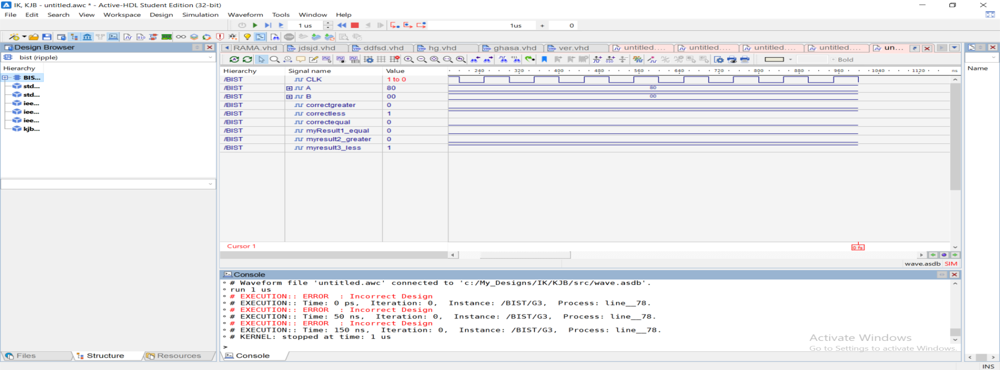 IK, KJB - untitled.awc * - Active-HDL Student Edition (32-bit)
File Edit Search View Workspace Design Simulation Waveform Tools Window Help
1 us 1us + 0
Design Browser
RAMA.vhd jdsjd.vhd ddfsd.vhd hg.vhd ghasa.vhd ver.vhd untitled.... untitled.... untitled.... untitled.... un...
bist (ripple)
Bold
Hierarchy
BIS...
std...
std...
iee...
iee...
iee...
kjb...
Hierarchy Signal name Value 240 320 400 480 560 640 720 800 880 960 1040 1120 ns
/BIST CLK 1 to 0
/BIST A 80 80
/BIST B 00 00
/BIST correctgreater 0
/BIST correctless 1
/BIST correctequal 0
/BIST myResult1_equal 0
/BIST myresult2_greater 0
/BIST myresult3_less 1
Name
Cursor 1 0 fs
wave.asdb SIM
Console
# Waveform file 'untitled.awc' connected to 'c:/My_Designs/IK/KJB/src/wave.asdb'.
run 1 us
# EXECUTION:: ERROR : Incorrect Design
# EXECUTION:: Time: 0 ps, Iteration: 0, Instance: /BIST/G3, Process: line__78.
# EXECUTION:: ERROR : Incorrect Design
# EXECUTION:: Time: 50 ns, Iteration: 0, Instance: /BIST/G3, Process: line__78.
# EXECUTION:: ERROR : Incorrect Design
# EXECUTION:: Time: 150 ns, Iteration: 0, Instance: /BIST/G3, Process: line__78.
# KERNEL: stopped at time: 1 us
>
Activate Windows
Go to Settings to activate Windows.
Files Structure Resources
Console
INS